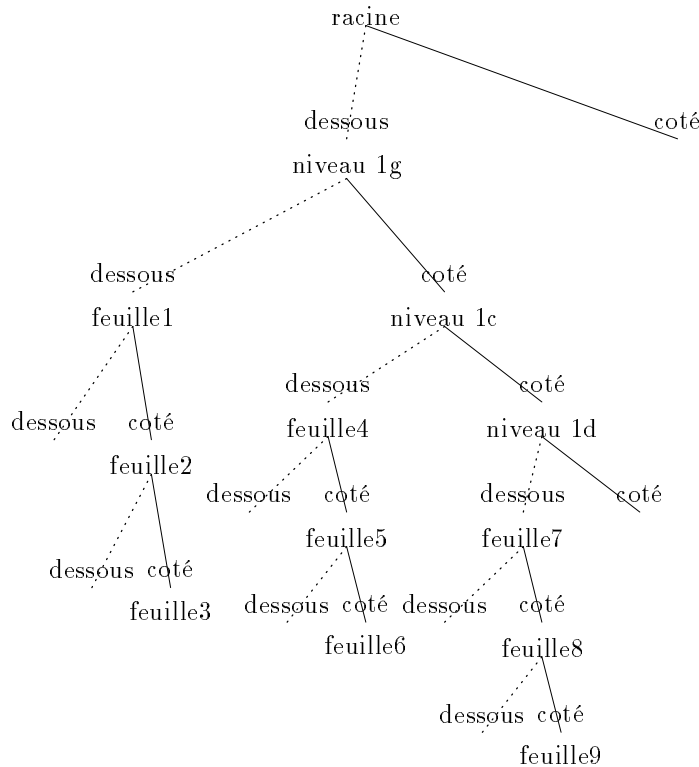 racine
dessous coté
niveau 1g
dessous coté
feuille1 niveau 1c
dessous coté
dessous coté feuille4 niveau 1d
feuille2
dessous coté dessous coté
feuille5 feuille7
dessous coté
dessous coté dessous coté
feuille3
feuille6 feuille8
dessous coté
feuille9